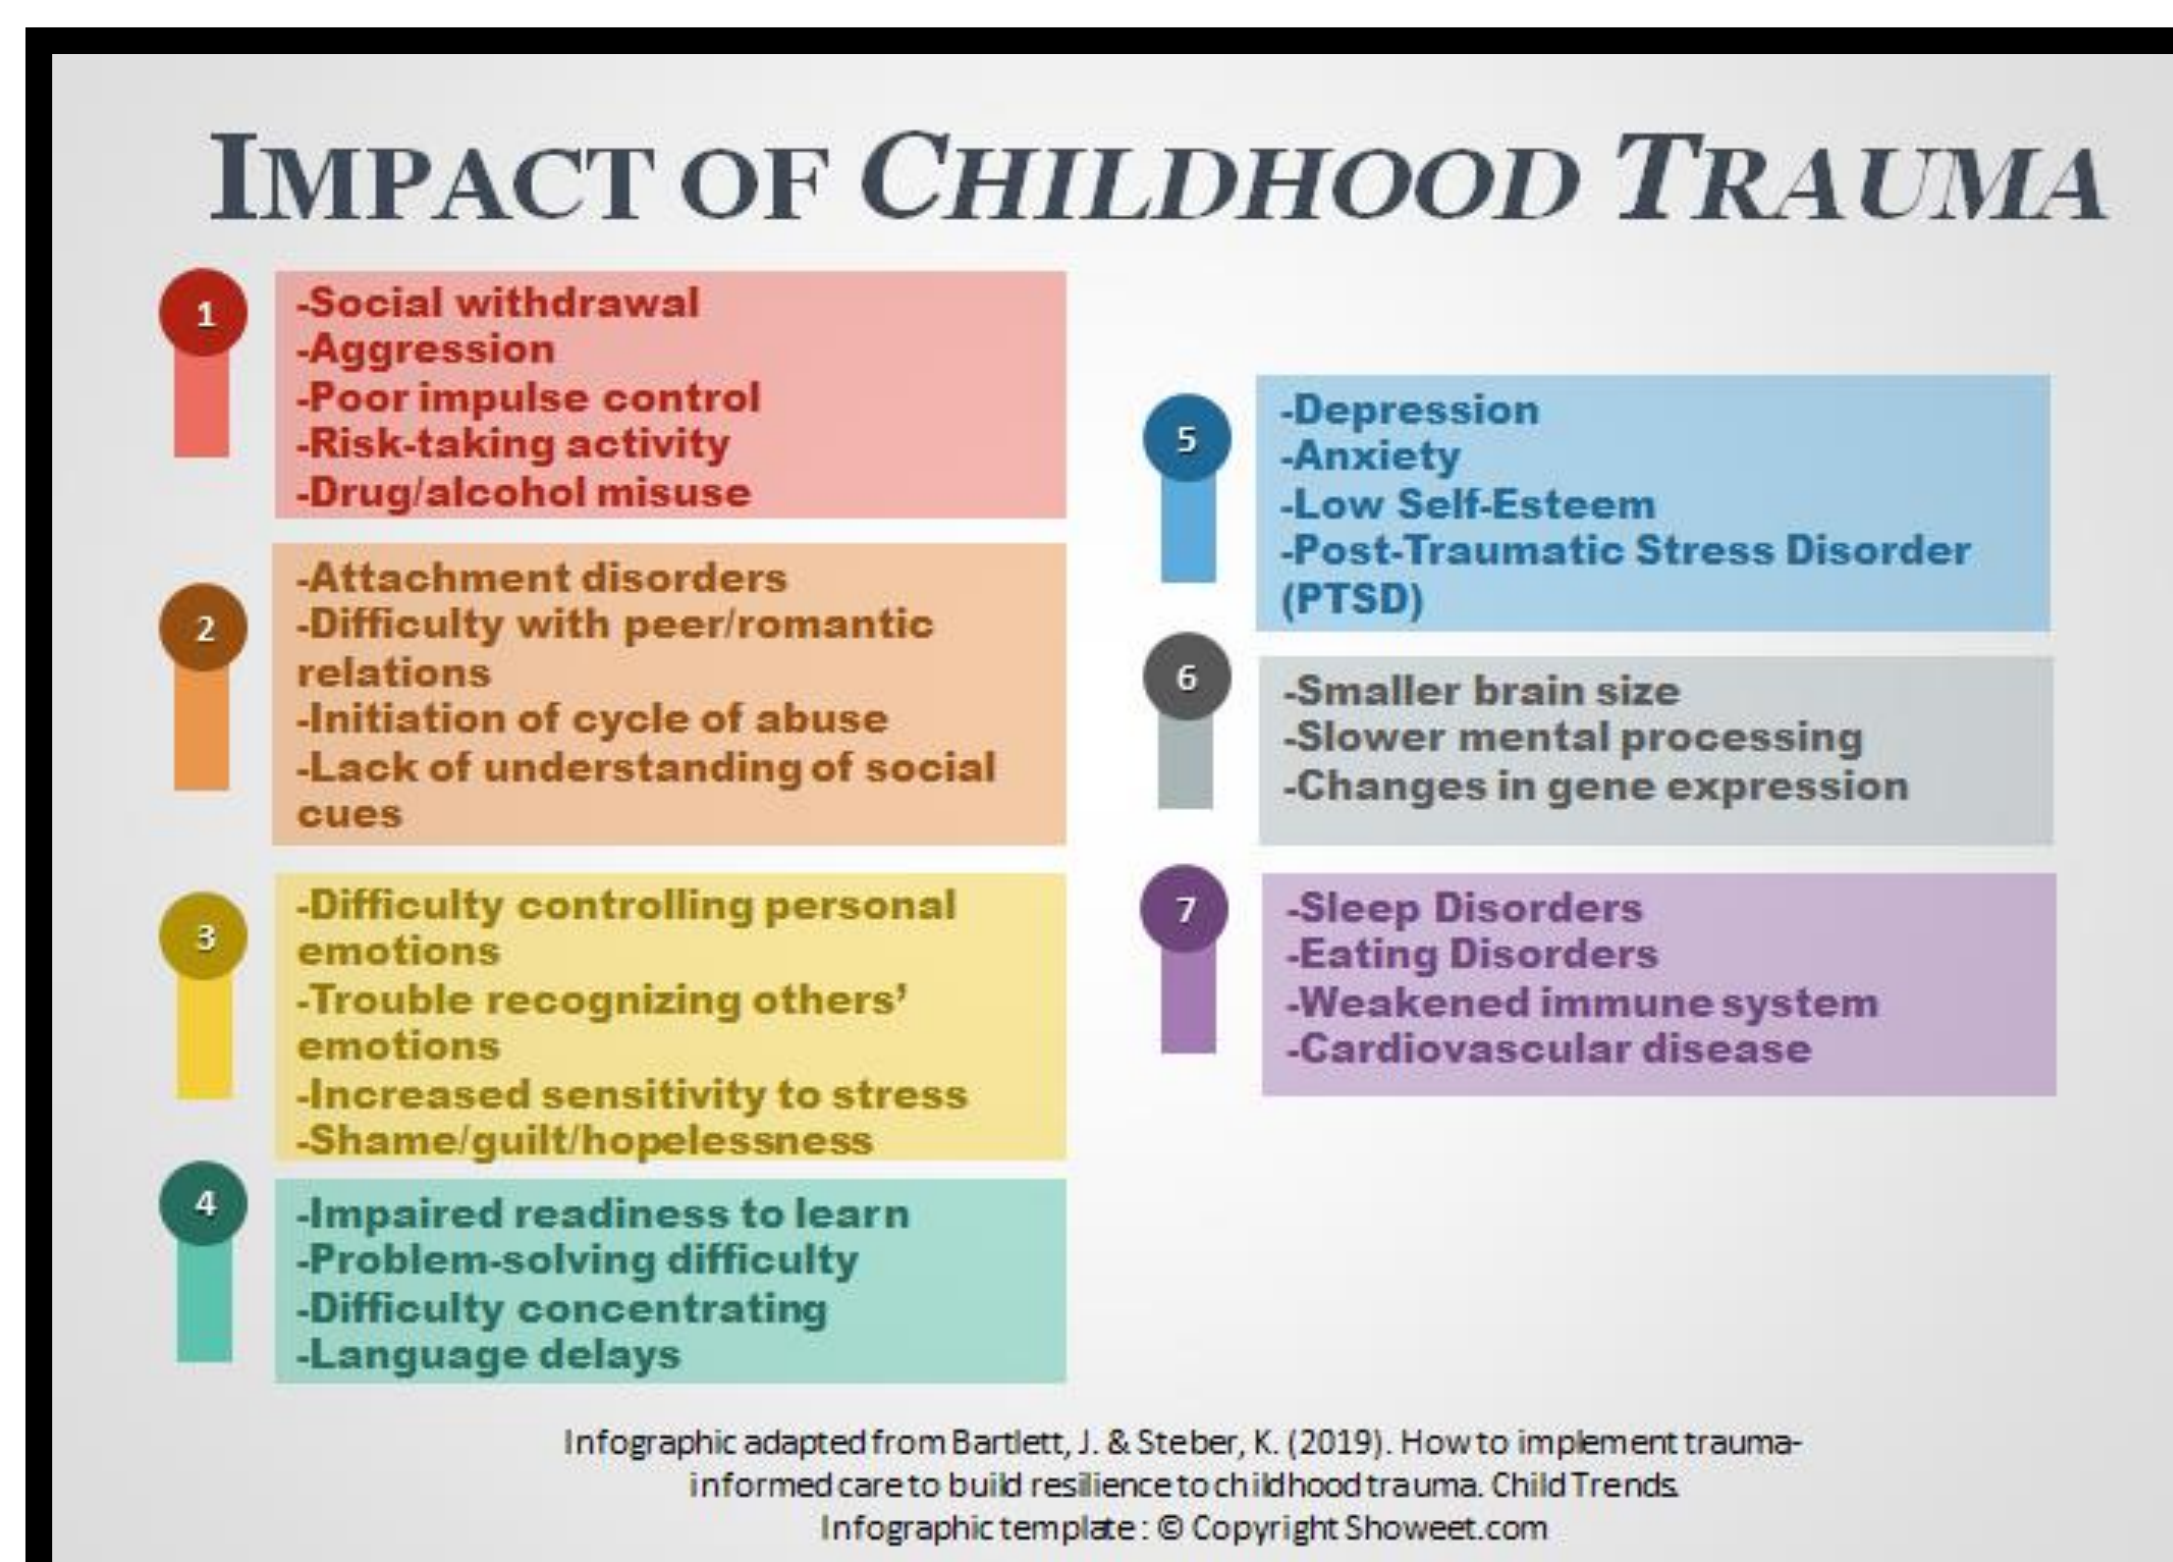 IMPACT OF CHILDHOOD TRAUMA
1
-Social withdrawal
-Aggression
-Poor impulse control
-Risk-taking activity
-Drug/alcohol misuse
2
-Attachment disorders
-Difficulty with peer/romantic
relations
-Initiation of cycle of abuse
-Lack of understanding of social
cues
3
-Difficulty controlling personal
emotions
-Trouble recognizing others’
emotions
-Increased sensitivity to stress
-Shame/guilt/hopelessness
4
-Impaired readiness to learn
-Problem-solving difficulty
-Difficulty concentrating
-Language delays
5
-Depression
-Anxiety
-Low Self-Esteem
-Post-Traumatic Stress Disorder
(PTSD)
6
-Smaller brain size
-Slower mental processing
-Changes in gene expression
7
-Sleep Disorders
-Eating Disorders
-Weakened immune system
-Cardiovascular disease
Infographic adapted from Bartlett, J. & Steber, K. (2019). How to implement trauma-
informed care to build resilience to childhood trauma. Child Trends.
Infographic template : © Copyright Showeet.com